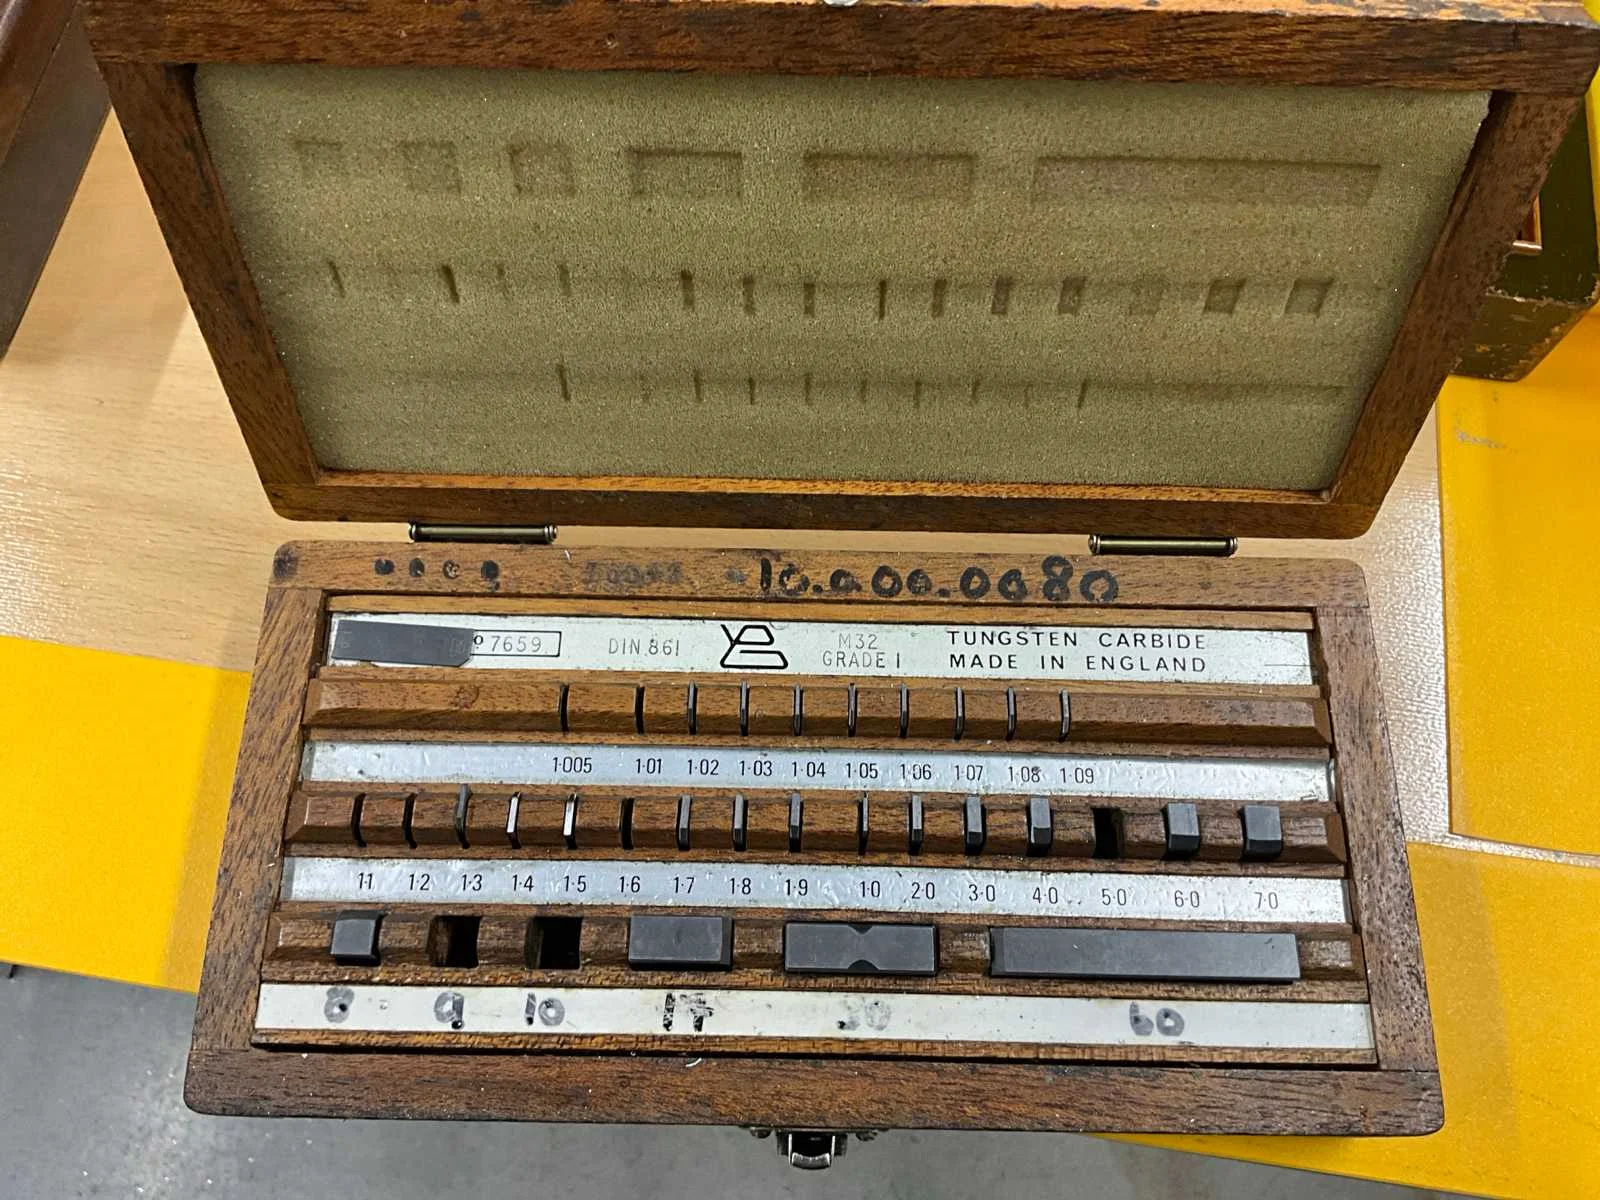 10.000.0080
Nº 7659
DIN.861
M32
GRADE 1
TUNGSTEN CARBIDE
MADE IN ENGLAND
1·005 1·01 1·02 1·03 1·04 1·05 1·06 1·07 1·08 1·09
1·1 1·2 1·3 1·4 1·5 1·6 1·7 1·8 1·9 1·0 2·0 3·0 4·0 5·0 6·0 7·0
8 9 10 17 30 60